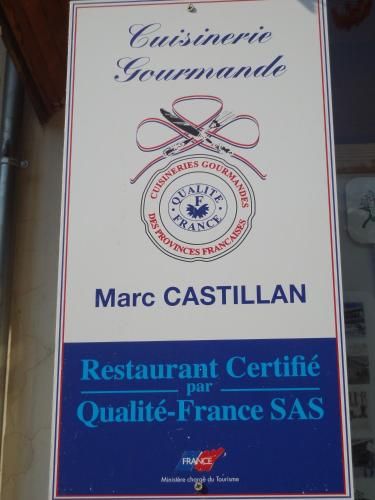 Cuisinerie
Gourmande
CUISINERIES GOURMANDES
DES PROVINCES FRANÇAISES
QUALITE
F
FRANCE
Marc CASTILLAN
Restaurant Certifié
par
Qualité-France SAS
FRANCE
Ministère chargé du Tourisme